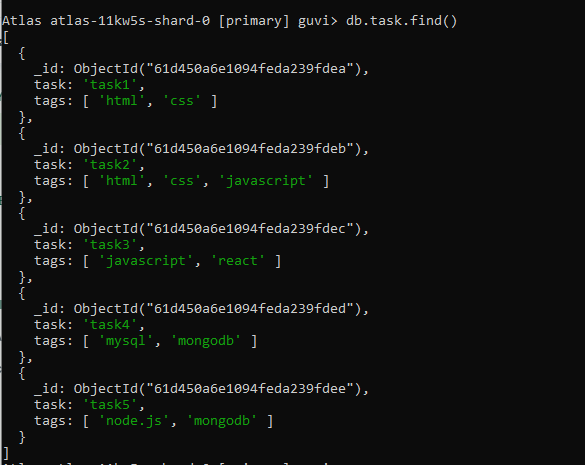 Atlas atlas-11kw5s-shard-0 [primary] guvi> db.task.find()
[
  {
    _id: ObjectId("61d450a6e1094feda239fdea"),
    task: 'task1',
    tags: [ 'html', 'css' ]
  },
  {
    _id: ObjectId("61d450a6e1094feda239fdeb"),
    task: 'task2',
    tags: [ 'html', 'css', 'javascript' ]
  },
  {
    _id: ObjectId("61d450a6e1094feda239fdec"),
    task: 'task3',
    tags: [ 'javascript', 'react' ]
  },
  {
    _id: ObjectId("61d450a6e1094feda239fded"),
    task: 'task4',
    tags: [ 'mysql', 'mongodb' ]
  },
  {
    _id: ObjectId("61d450a6e1094feda239fdee"),
    task: 'task5',
    tags: [ 'node.js', 'mongodb' ]
  }
]